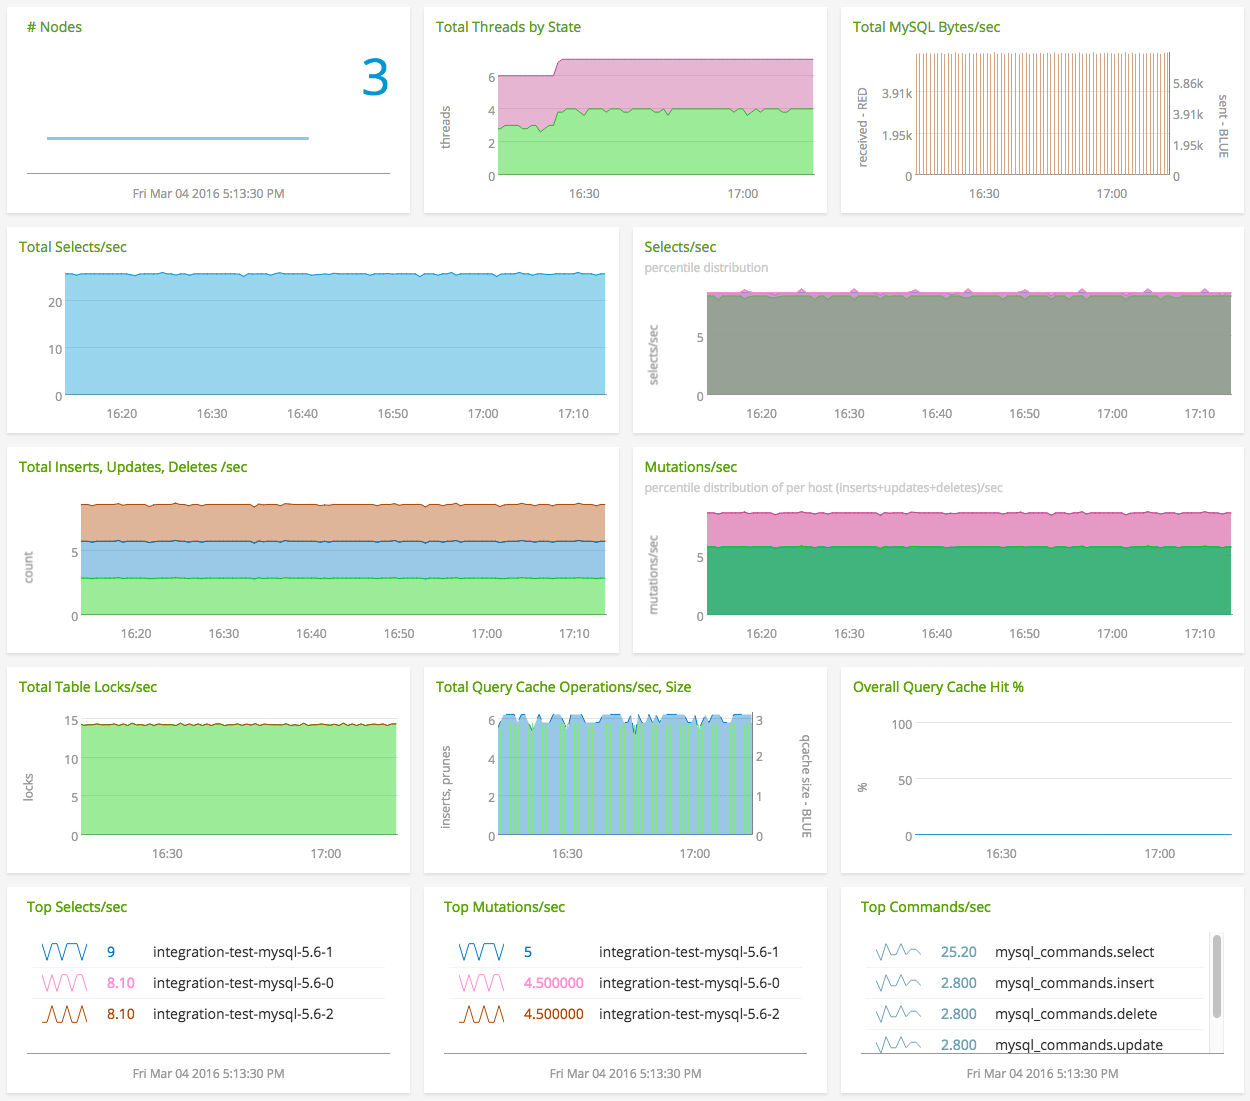 # Nodes
3
Fri Mar 04 2016 5:13:30 PM
Total Threads by State
threads
6
4
2
0
16:30 17:00
Total MySQL Bytes/sec
received - RED
3.91k
1.95k
0
5.86k
3.91k
1.95k
0
sent - BLUE
16:30 17:00
Total Selects/sec
20
10
0
16:20 16:30 16:40 16:50 17:00 17:10
Selects/sec
percentile distribution
selects/sec
5
0
16:20 16:30 16:40 16:50 17:00 17:10
Total Inserts, Updates, Deletes /sec
count
5
0
16:20 16:30 16:40 16:50 17:00 17:10
Mutations/sec
percentile distribution of per host (inserts+updates+deletes)/sec
mutations/sec
5
0
16:20 16:30 16:40 16:50 17:00 17:10
Total Table Locks/sec
locks
15
10
5
0
16:30 17:00
Total Query Cache Operations/sec, Size
inserts, prunes
6
4
2
0
3
2
1
0
qcache size - BLUE
16:30 17:00
Overall Query Cache Hit %
%
100
50
0
16:30 17:00
Top Selects/sec
9 integration-test-mysql-5.6-1
8.10 integration-test-mysql-5.6-0
8.10 integration-test-mysql-5.6-2
Fri Mar 04 2016 5:13:30 PM
Top Mutations/sec
5 integration-test-mysql-5.6-1
4.500000 integration-test-mysql-5.6-0
4.500000 integration-test-mysql-5.6-2
Fri Mar 04 2016 5:13:30 PM
Top Commands/sec
25.20 mysql_commands.select
2.800 mysql_commands.insert
2.800 mysql_commands.delete
2.800 mysql_commands.update
Fri Mar 04 2016 5:13:30 PM